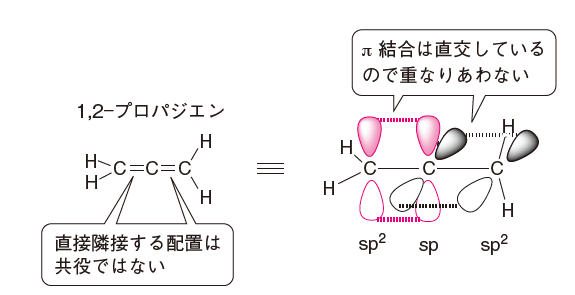 π 結合は直交している
ので重なりあわない
1,2−プロパジエン
H
H
C=C=C
H
H
≡
H
H
C
C
C
H
H
直接隣接する配置は
共役ではない
sp²
sp
sp²